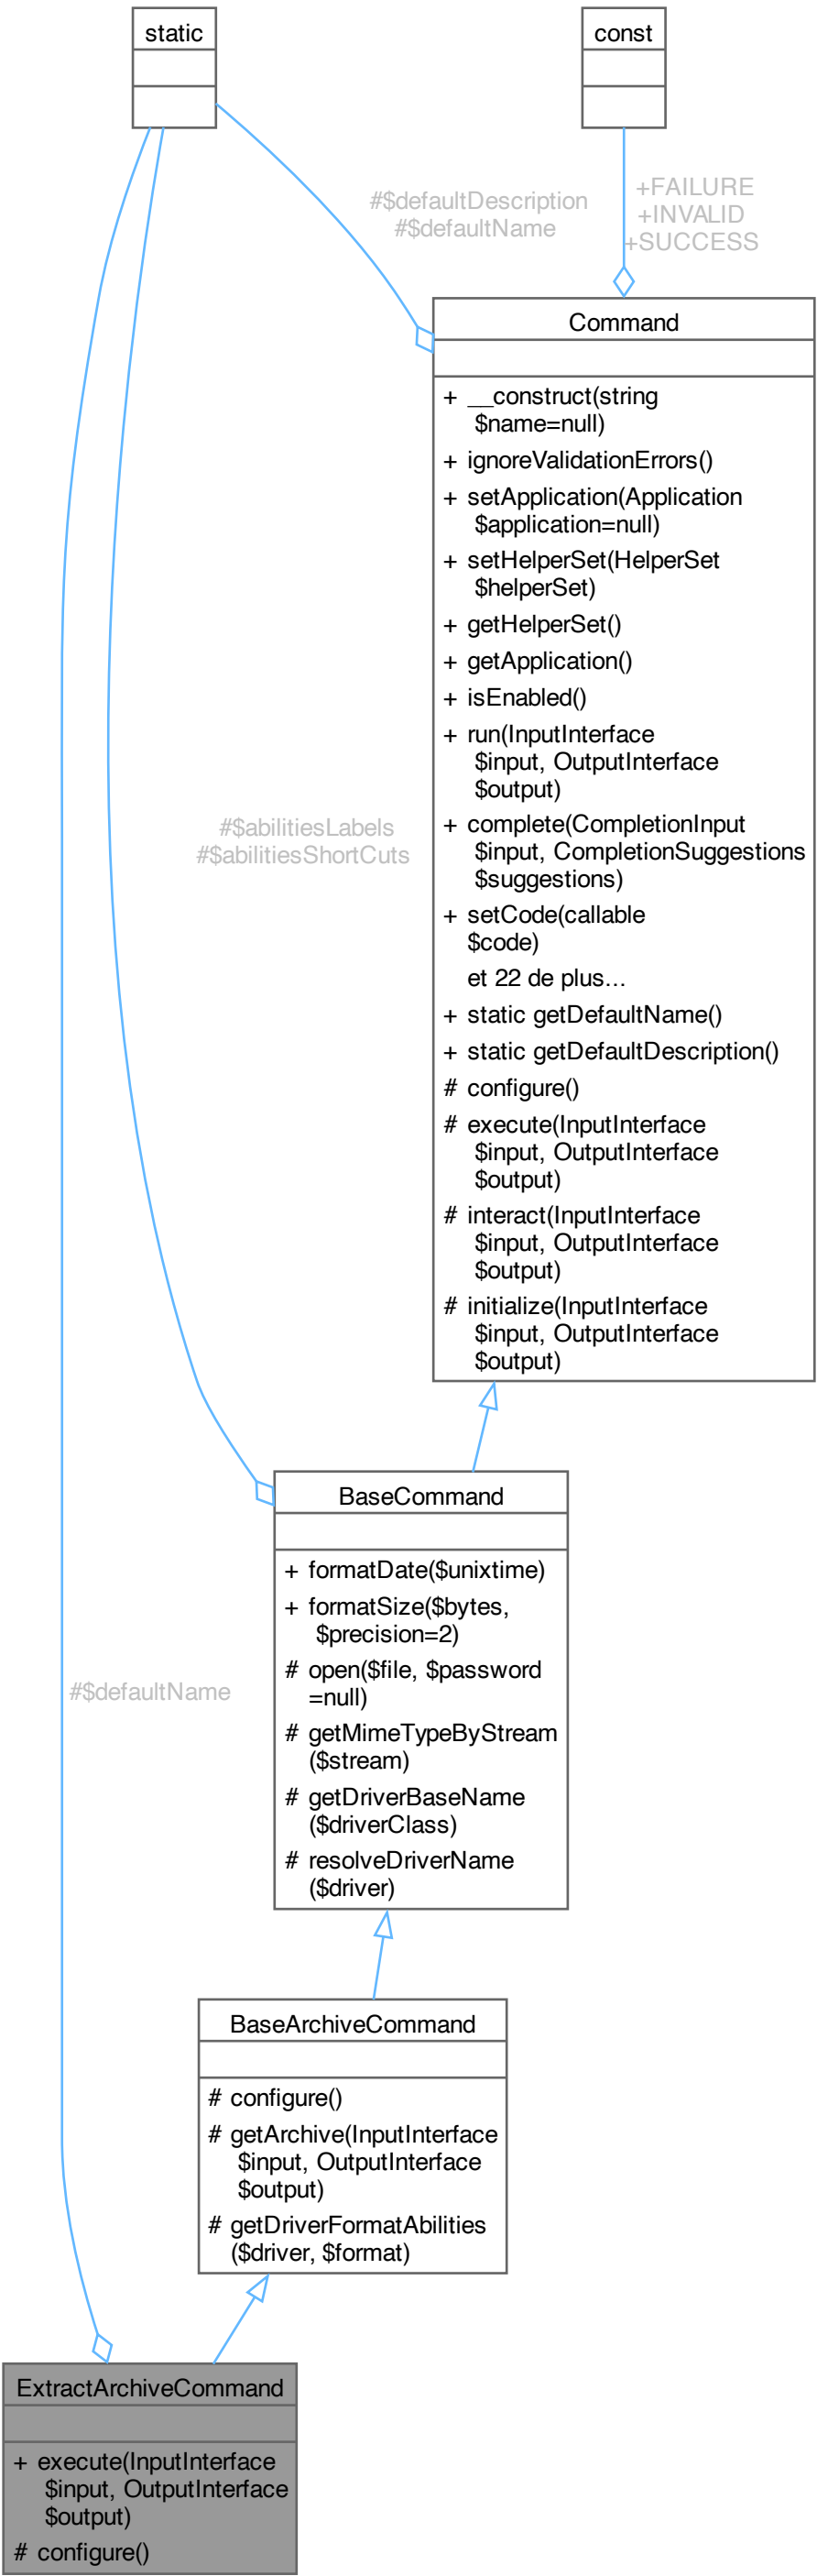 static
const
#$defaultDescription
#$defaultName
+FAILURE
+INVALID
+SUCCESS
Command
+ __construct(string
$name=null)
+ ignoreValidationErrors()
+ setApplication(Application
$application=null)
+ setHelperSet(HelperSet
$helperSet)
+ getHelperSet()
+ getApplication()
+ isEnabled()
+ run(InputInterface
$input, OutputInterface
$output)
+ complete(CompletionInput
$input, CompletionSuggestions
$suggestions)
+ setCode(callable
$code)
et 22 de plus...
+ static getDefaultName()
+ static getDefaultDescription()
# configure()
# execute(InputInterface
$input, OutputInterface
$output)
# interact(InputInterface
$input, OutputInterface
$output)
# initialize(InputInterface
$input, OutputInterface
$output)
#$abilitiesLabels
#$abilitiesShortCuts
BaseCommand
+ formatDate($unixtime)
+ formatSize($bytes,
$precision=2)
# open($file, $password
=null)
# getMimeTypeByStream
($stream)
# getDriverBaseName
($driverClass)
# resolveDriverName
($driver)
#$defaultName
BaseArchiveCommand
# configure()
# getArchive(InputInterface
$input, OutputInterface
$output)
# getDriverFormatAbilities
($driver, $format)
ExtractArchiveCommand
+ execute(InputInterface
$input, OutputInterface
$output)
# configure()